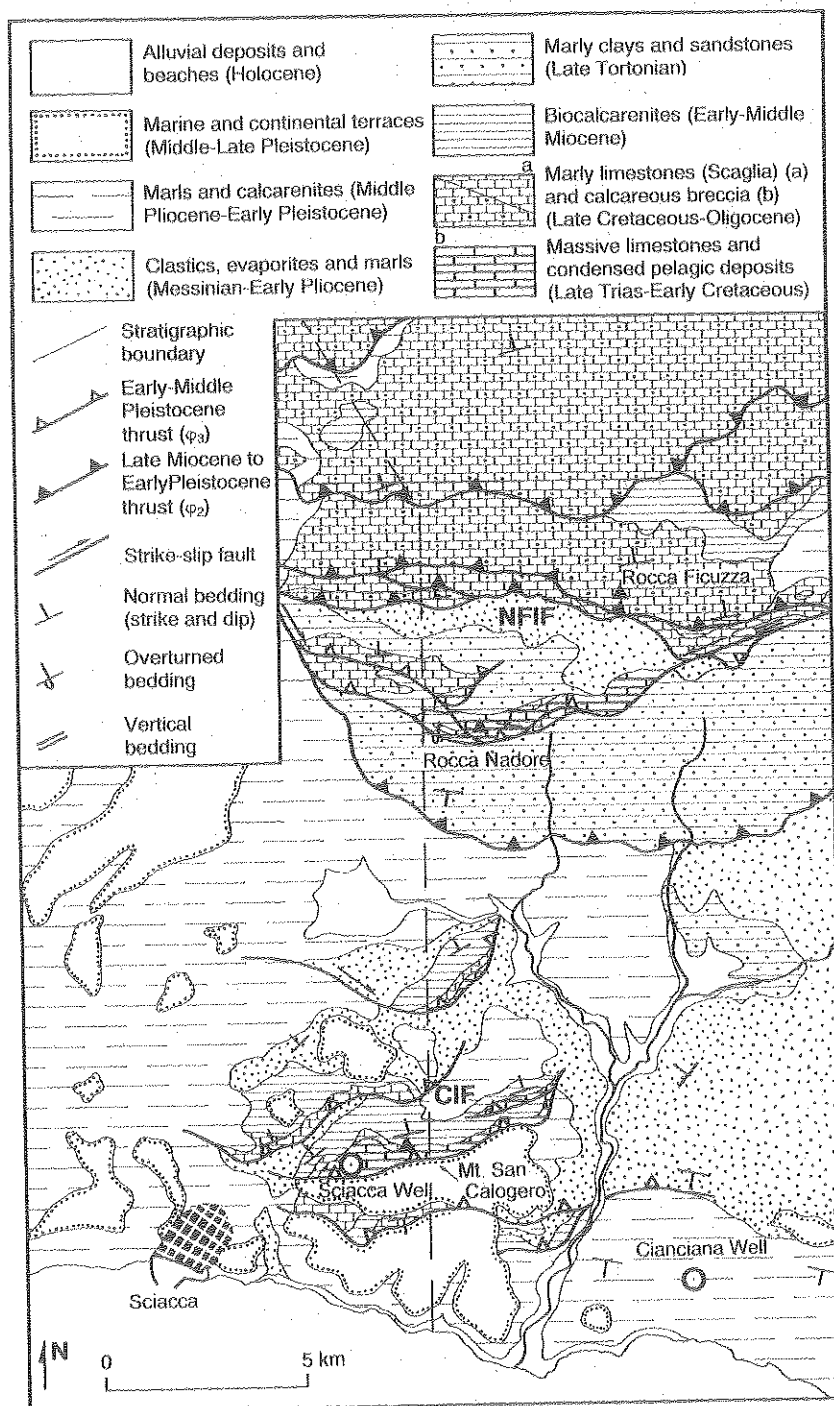 Alluvial deposits and
beaches (Holocene)
Marine and continental terraces
(Middle-Late Pleistocene)
Marls and calcarenites (Middle
Pliocene-Early Pleistocene)
Clastics, evaporites and marls
(Messinian-Early Pliocene)
Marly clays and sandstones
(Late Tortonian)
Biocalcarenites (Early-Middle
Miocene)
a
Marly limestones (Scaglia) (a)
and calcareous breccia (b)
(Late Cretaceous-Oligocene)
b
Massive limestones and
condensed pelagic deposits
(Late Trias-Early Cretaceous)
Stratigraphic
boundary
Early-Middle
Pleistocene
thrust (φ3)
Late Miocene to
EarlyPleistocene
thrust (φ2)
Strike-slip fault
Normal bedding
(strike and dip)
Overturned
bedding
Vertical
bedding
Rocca Ficuzza
NFIF
Rocca Nadore
CIF
Sciacca Well
Mt. San
Calogero
Cianciana Well
Sciacca
N
0
5 km